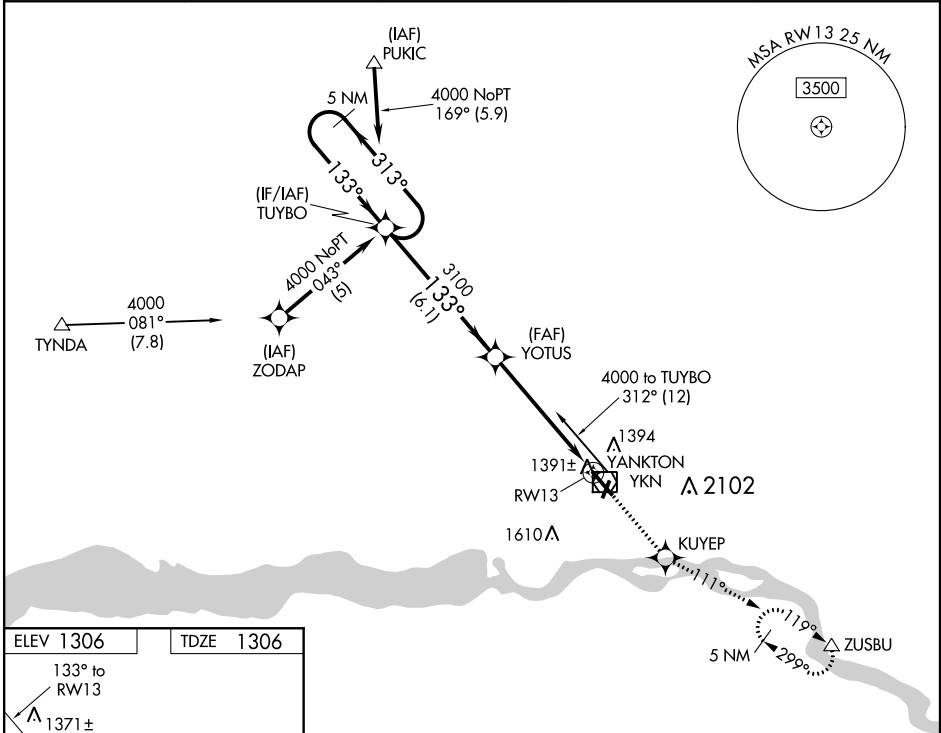 (IAF)
PUKIC
MSA RW13 25 NM
3500
5 NM
4000 NoPT
169° (5.9)
313°
133°
(IF/IAF)
TUYBO
4000 NoPT
043°
(5)
3100
133°
(6.1)
4000
081°
(7.8)
TYNDA
(IAF)
ZODAP
(FAF)
YOTUS
4000 to TUYBO
312° (12)
1394
1391±
YANKTON
YKN
RW13
2102
1610
KUYEP
111°
119°
5 NM
299°
ZUSBU
ELEV 1306
TDZE 1306
133° to
RW13
1371±